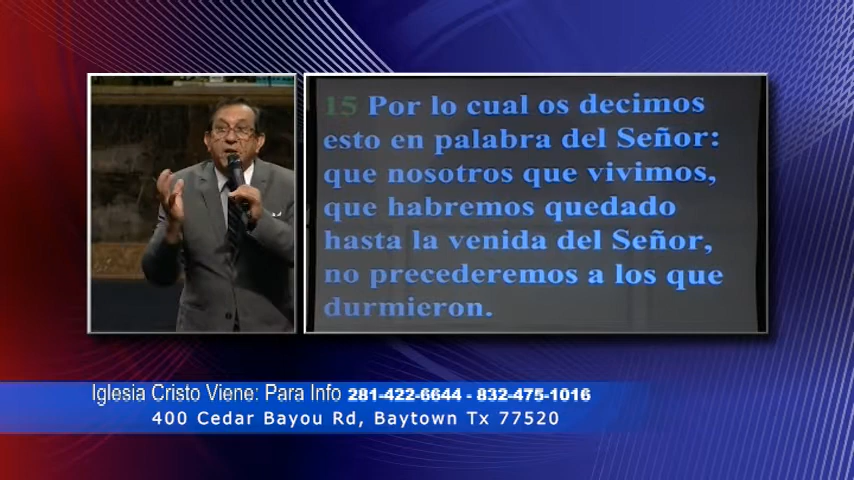 15 Por lo cual os decimos
esto en palabra del Señor:
que nosotros que vivimos,
que habremos quedado
hasta la venida del Señor,
no precederemos a los que
durmieron.
Iglesia Cristo Viene: Para Info 281-422-6644 - 832-475-1016
400 Cedar Bayou Rd, Baytown Tx 77520